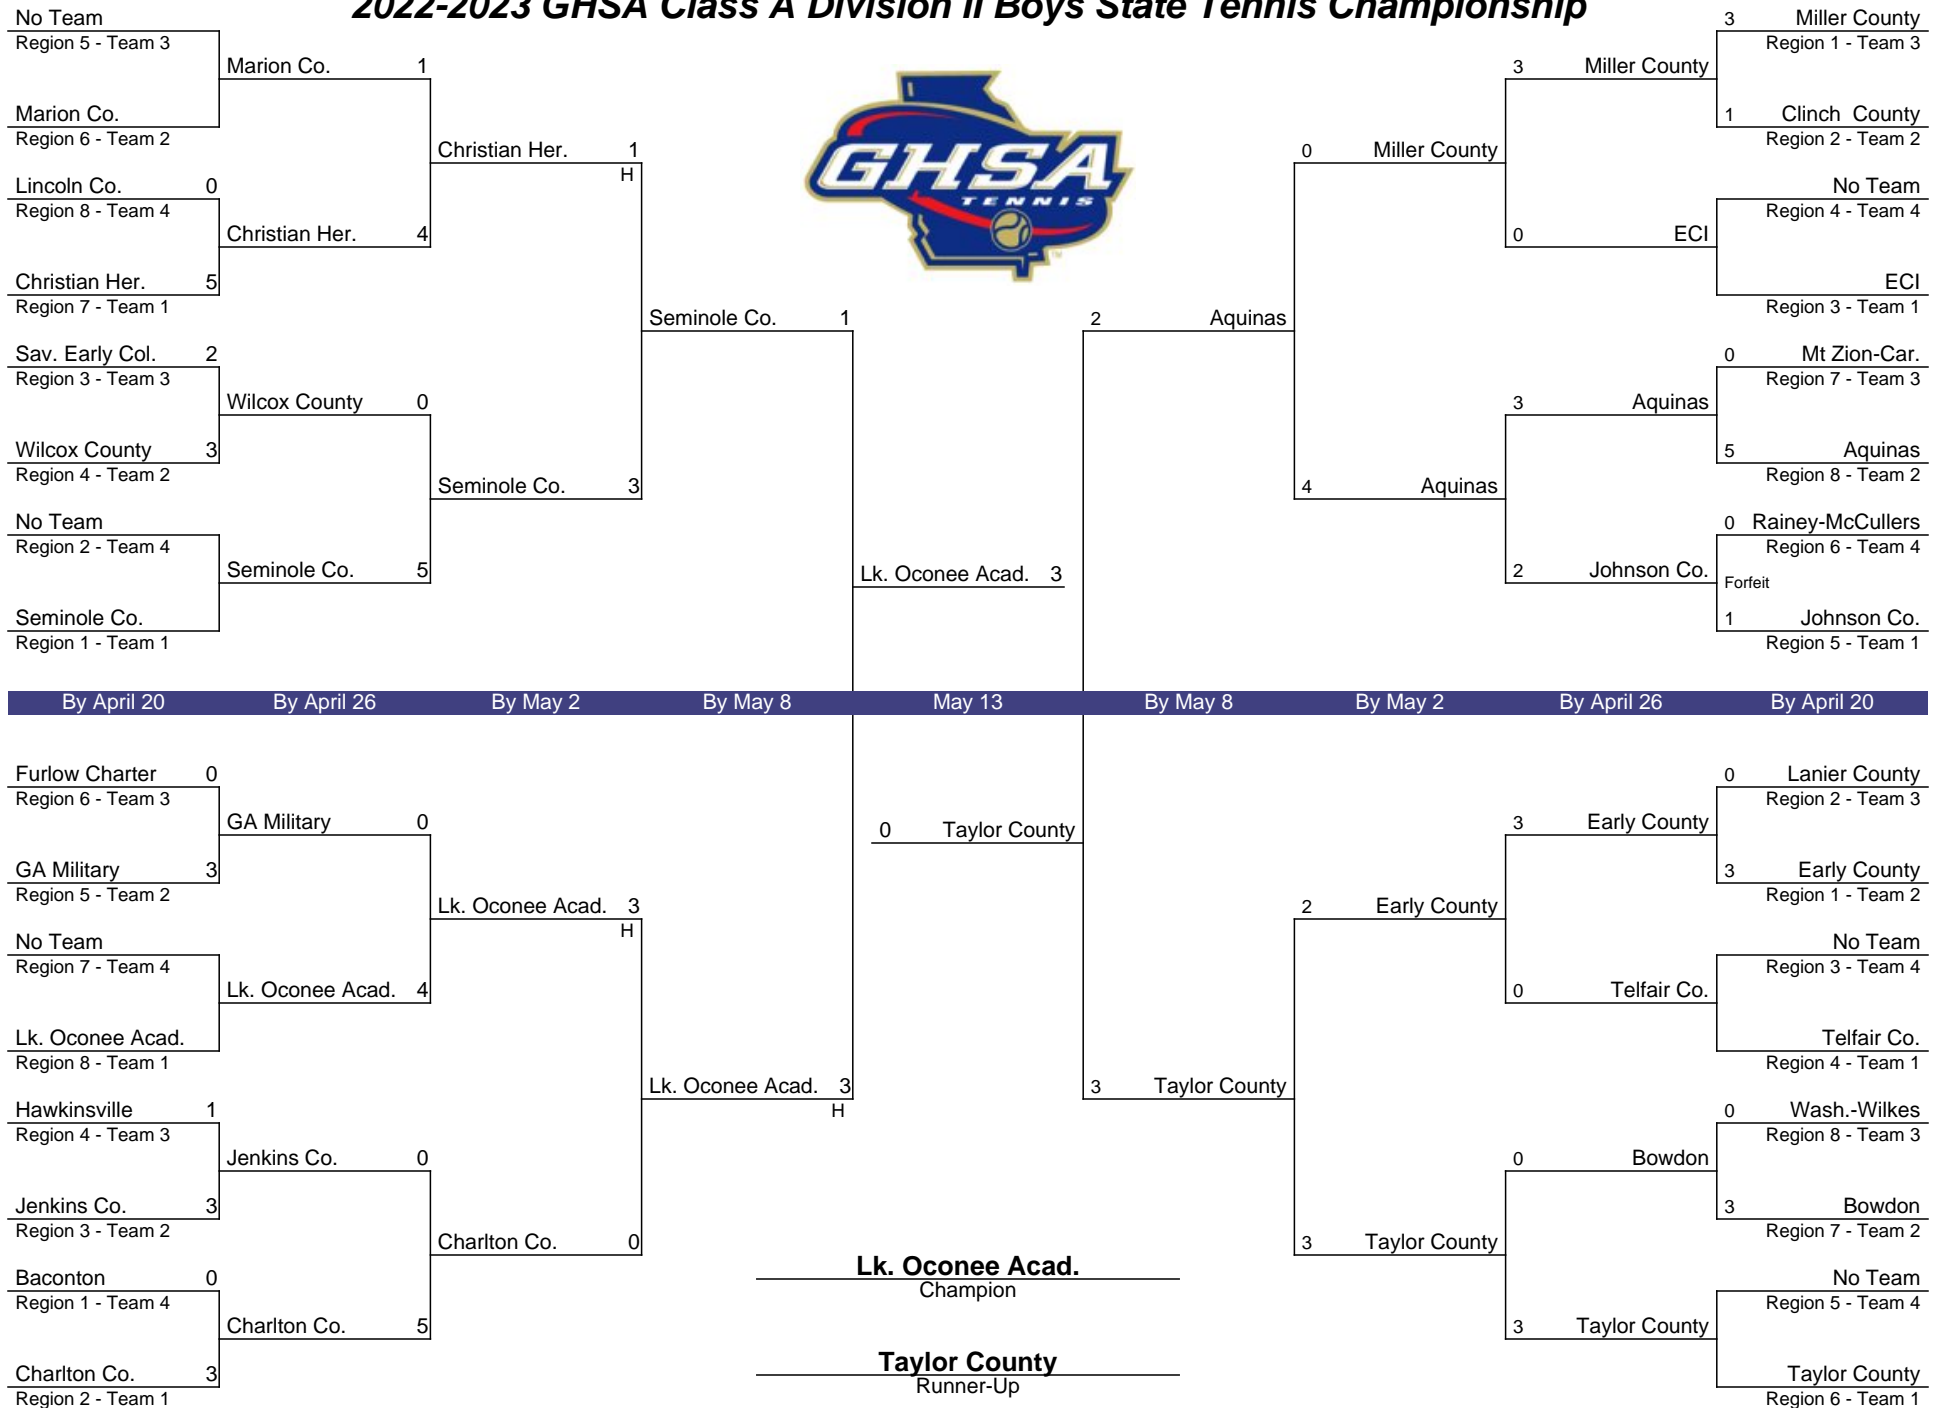 2022-2023 GHSA Class A Division II Boys State Tennis Championship
No Team
Region 5 - Team 3
Marion Co. 1
Marion Co.
Region 6 - Team 2
Christian Her. 1
H
Lincoln Co. 0
Region 8 - Team 4
Christian Her. 4
Christian Her. 5
Region 7 - Team 1
Seminole Co. 1
Sav. Early Col. 2
Region 3 - Team 3
Wilcox County 0
Wilcox County 3
Region 4 - Team 2
Seminole Co. 3
No Team
Region 2 - Team 4
Seminole Co. 5
Seminole Co.
Region 1 - Team 1
GHSA
TENNIS
TM
Lk. Oconee Acad. 3
3 Miller County
Region 1 - Team 3
3 Miller County
1 Clinch County
Region 2 - Team 2
0 Miller County
No Team
Region 4 - Team 4
0 ECI
ECI
Region 3 - Team 1
2 Aquinas
0 Mt Zion-Car.
Region 7 - Team 3
3 Aquinas
5 Aquinas
Region 8 - Team 2
4 Aquinas
0 Rainey-McCullers
Region 6 - Team 4
2 Johnson Co.
Forfeit
1 Johnson Co.
Region 5 - Team 1
By April 20 By April 26 By May 2 By May 8 May 13 By May 8 By May 2 By April 26 By April 20
Furlow Charter 0
Region 6 - Team 3
GA Military 0
GA Military 3
Region 5 - Team 2
Lk. Oconee Acad. 3
H
No Team
Region 7 - Team 4
Lk. Oconee Acad. 4
Lk. Oconee Acad.
Region 8 - Team 1
Lk. Oconee Acad. 3
H
Hawkinsville 1
Region 4 - Team 3
Jenkins Co. 0
Jenkins Co. 3
Region 3 - Team 2
Charlton Co. 0
Baconton 0
Region 1 - Team 4
Charlton Co. 5
Charlton Co. 3
Region 2 - Team 1
0 Taylor County
Lk. Oconee Acad.
Champion
Taylor County
Runner-Up
0 Lanier County
Region 2 - Team 3
3 Early County
3 Early County
Region 1 - Team 2
2 Early County
No Team
Region 3 - Team 4
0 Telfair Co.
Telfair Co.
Region 4 - Team 1
3 Taylor County
0 Wash.-Wilkes
Region 8 - Team 3
0 Bowdon
3 Bowdon
Region 7 - Team 2
3 Taylor County
No Team
Region 5 - Team 4
3 Taylor County
Taylor County
Region 6 - Team 1